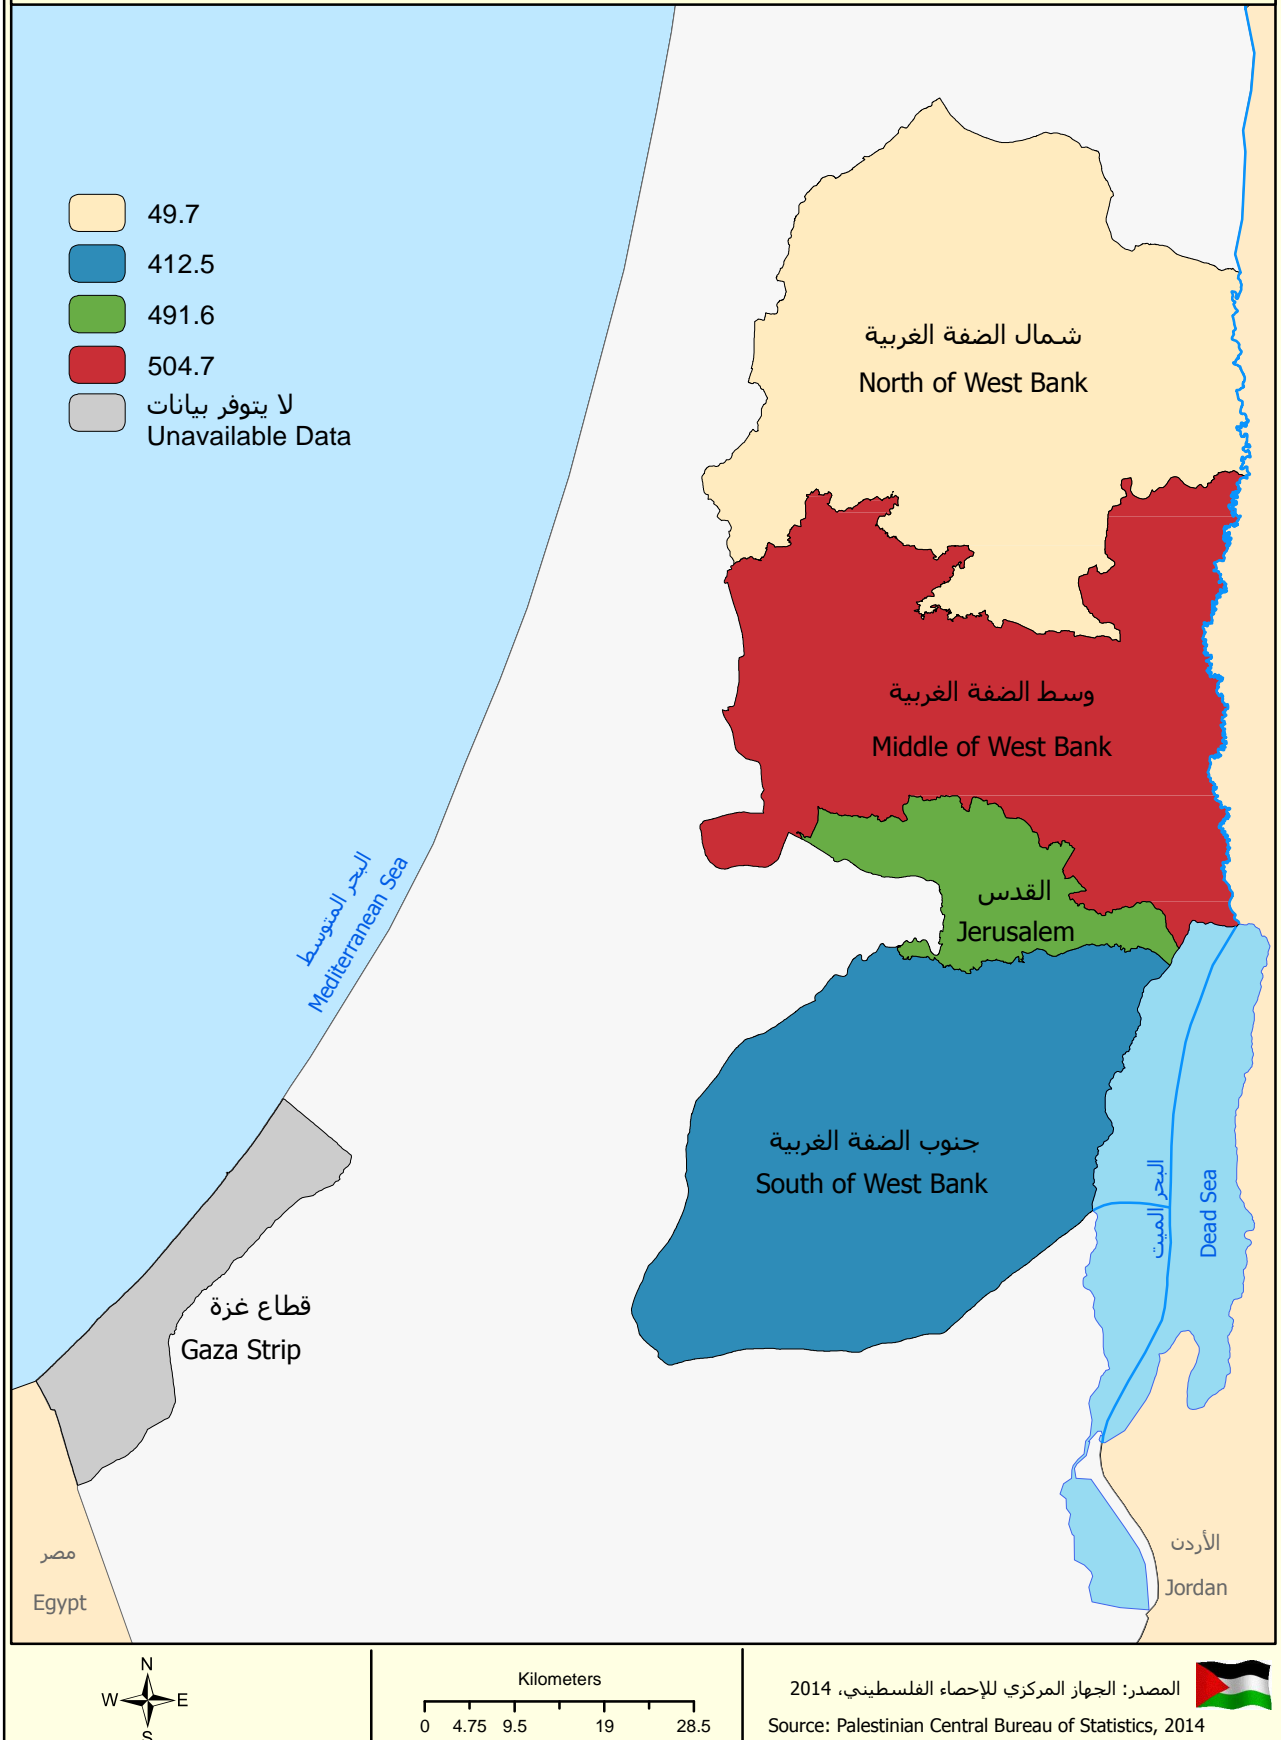 49.7
412.5
491.6
504.7
لا يتوفر بيانات
Unavailable Data
شمال الضفة الغربية
North of West Bank
وسط الضفة الغربية
Middle of West Bank
القدس
Jerusalem
البحر المتوسط
Mediterranean Sea
جنوب الضفة الغربية
South of West Bank
البحر الميت
Dead Sea
قطاع غزة
Gaza Strip
مصر
Egypt
الأردن
Jordan
N
W E
S
Kilometers
0 4.75 9.5 19 28.5
المصدر: الجهاز المركزي للإحصاء الفلسطيني، 2014
Source: Palestinian Central Bureau of Statistics, 2014